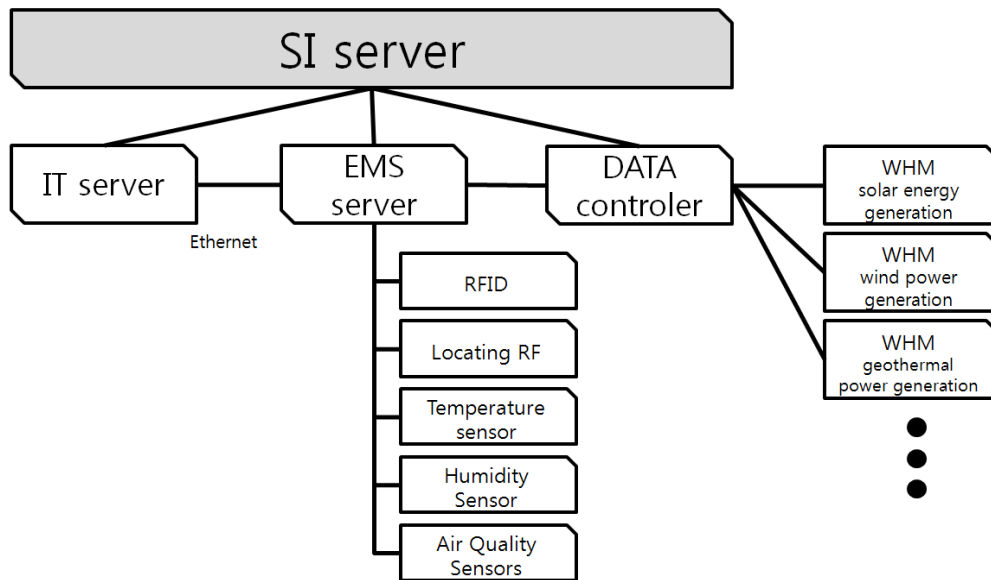 SI server
IT server
EMS
server
DATA
controler
Ethernet
RFID
Locating RF
Temperature
sensor
Humidity
Sensor
Air Quality
Sensors
WHM
solar energy
generation
WHM
wind power
generation
WHM
geothermal
power generation